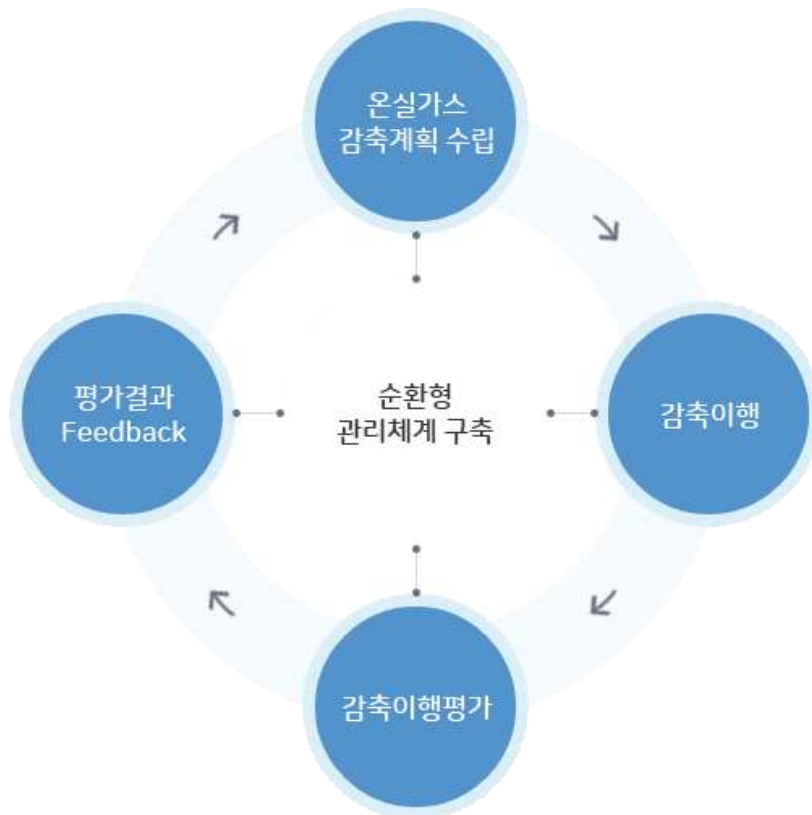 온실가스
감축계획 수립
평가결과
Feedback
순환형
관리체계 구축
감축이행
감축이행평가